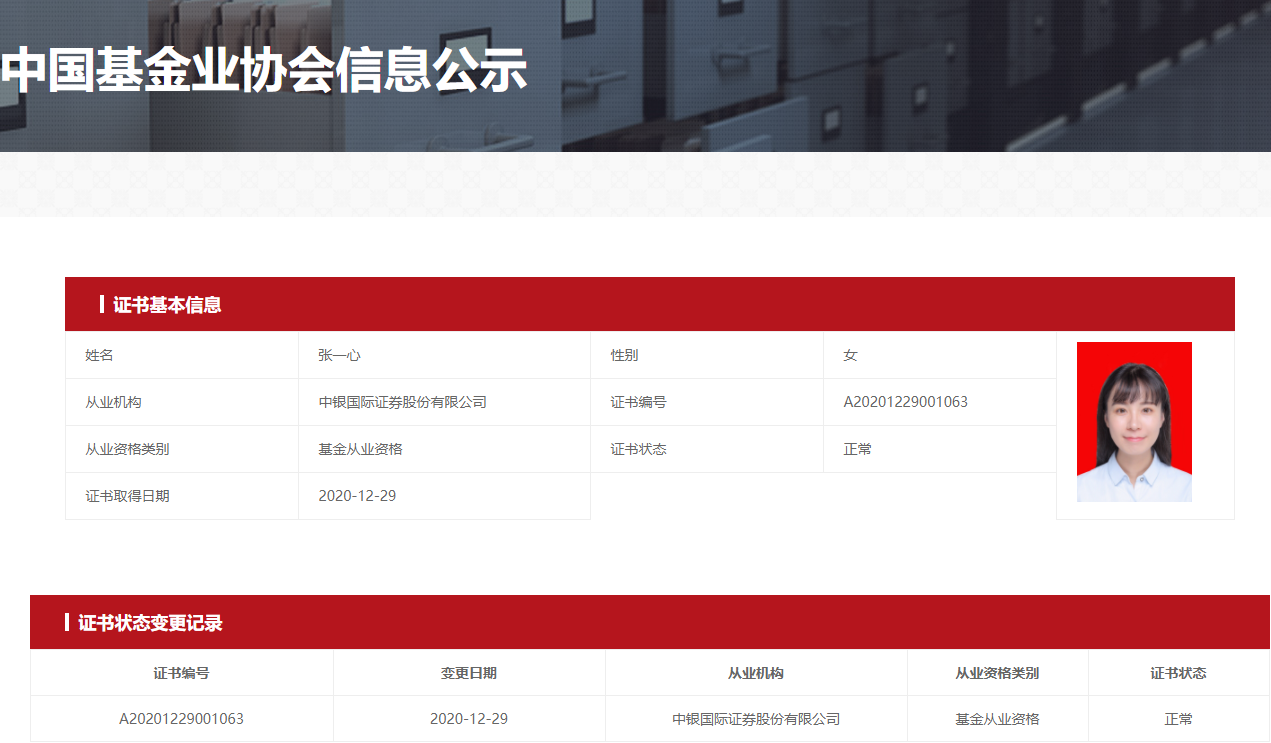 中国基金业协会信息公示
证书基本信息
姓名 张一心 性别 女
从业机构 中银国际证券股份有限公司 证书编号 A20201229001063
从业资格类别 基金从业资格 证书状态 正常
证书取得日期 2020-12-29
证书状态变更记录
证书编号 变更日期 从业机构 从业资格类别 证书状态
A20201229001063 2020-12-29 中银国际证券股份有限公司 基金从业资格 正常